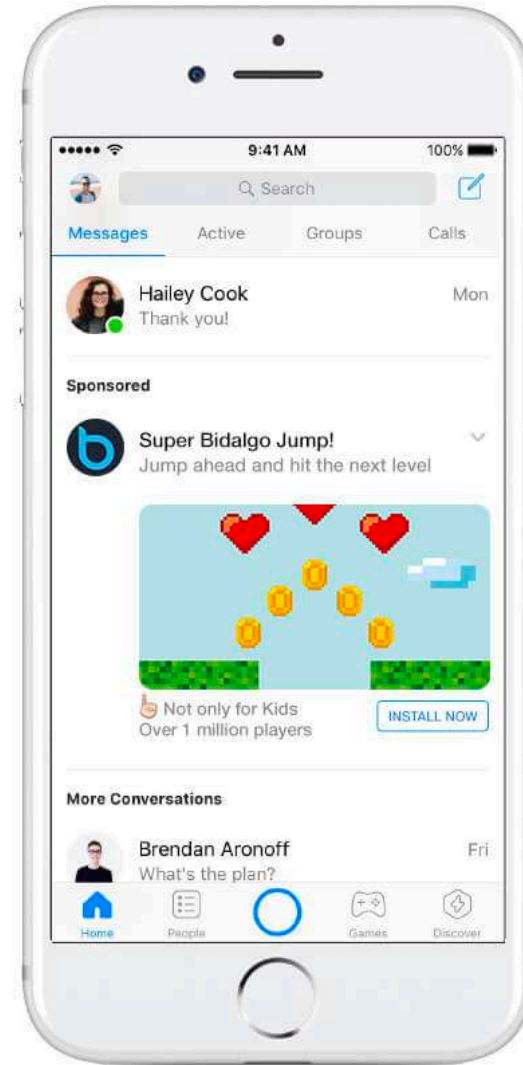 9:41 AM
100%
Search
Messages
Active
Groups
Calls
Hailey Cook
Mon
Thank you!
Sponsored
Super Bidalgo Jump!
Jump ahead and hit the next level
Not only for Kids
Over 1 million players
INSTALL NOW
More Conversations
Brendan Aronoff
Fri
What's the plan?
Home
People
Games
Discover